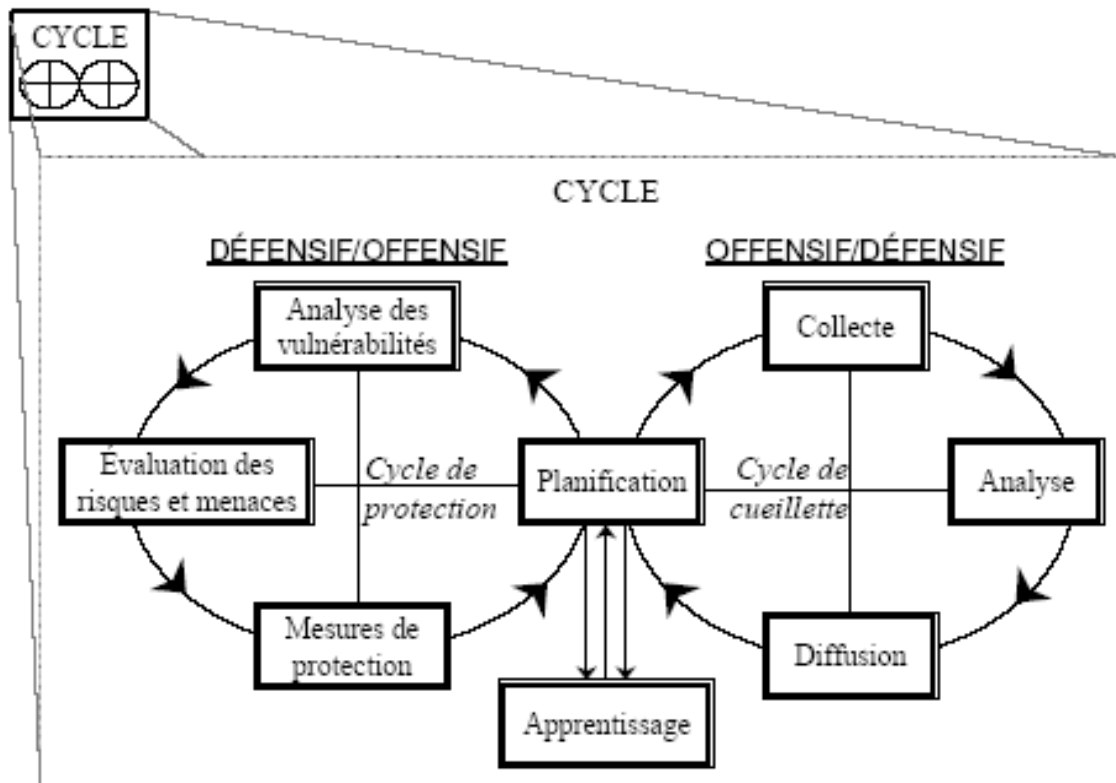 CYCLE
CYCLE
DÉFENSIF/OFFENSIF
OFFENSIF/DÉFENSIF
Analyse des
vulnérabilités
Collecte
Évaluation des
risques et menaces
Cycle de
protection
Planification
Cycle de
cueillette
Analyse
Mesures de
protection
Diffusion
Apprentissage